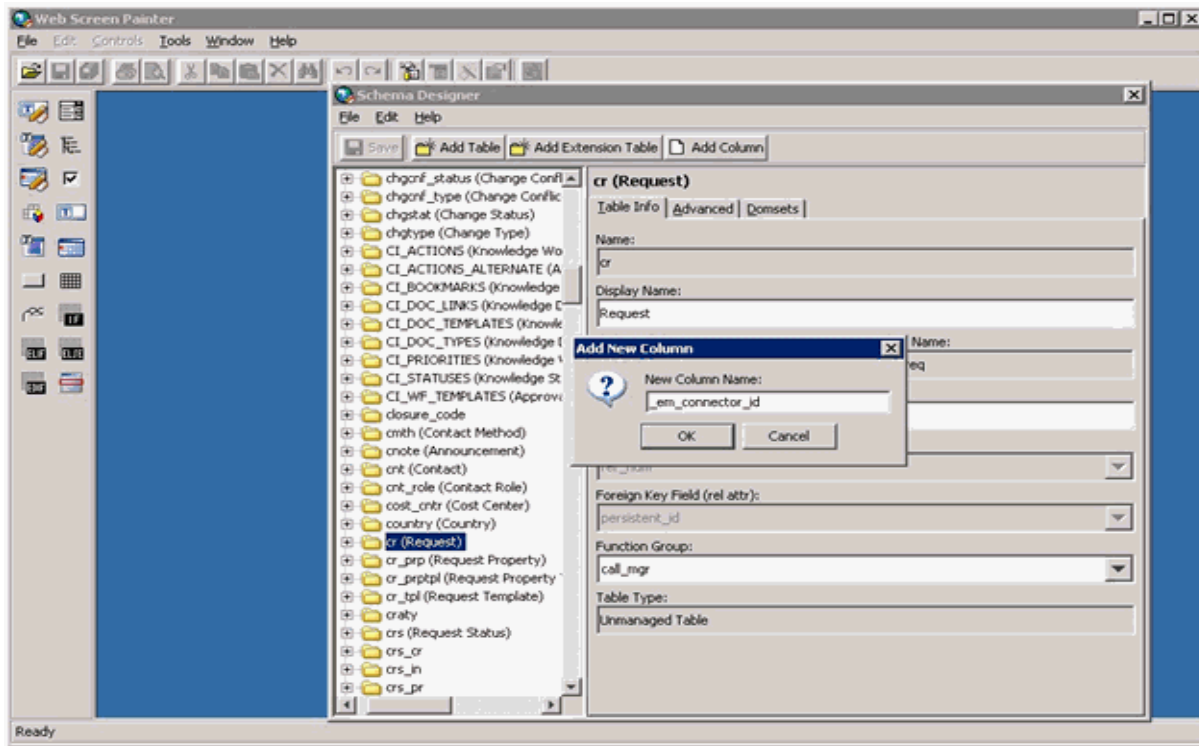 Web Screen Painter
File Edit Controls Tools Window Help
Schema Designer
File Edit Help
Save Add Table Add Extension Table Add Column
chgcnf_status (Change Confl
chgcnf_type (Change Conflic
chgstat (Change Status)
chgtype (Change Type)
CI_ACTIONS (Knowledge Wo
CI_ACTIONS_ALTERNATE (A
CI_BOOKMARKS (Knowledge
CI_DOC_LINKS (Knowledge D
CI_DOC_TEMPLATES (Knowle
CI_DOC_TYPES (Knowledge
CI_PRIORITIES (Knowledge
CI_STATUSES (Knowledge St
CI_WF_TEMPLATES (Approva
closure_code
cmth (Contact Method)
cnote (Announcement)
cnt (Contact)
cnt_role (Contact Role)
cost_cntr (Cost Center)
country (Country)
cr (Request)
cr_prp (Request Property)
cr_prptpl (Request Property
cr_tpl (Request Template)
craty
crs (Request Status)
crs_cr
crs_in
crs_pr
cr (Request)
Table Info Advanced Domsets
Name:
cr
Display Name:
Request
Name:
req
Add New Column
New Column Name:
_em_connector_id
OK Cancel
ref_num
Foreign Key Field (rel attr):
persistent_id
Function Group:
call_mgr
Table Type:
Unmanaged Table
Ready